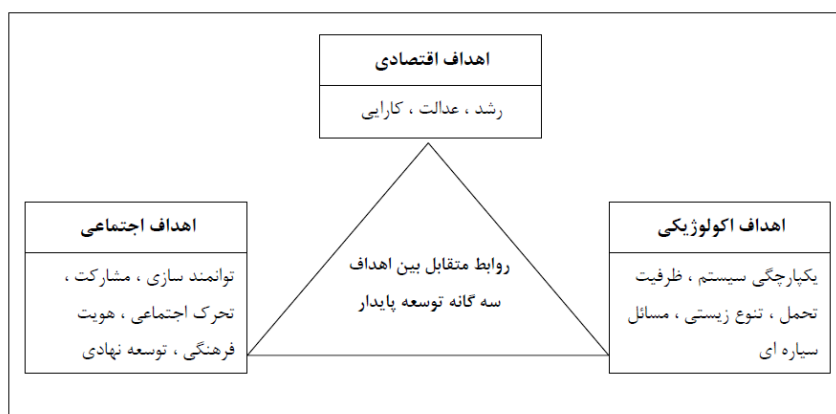 اهداف اقتصادی
رشد ، عدالت ، کارایی
اهداف اکولوژیکی
یکپارچگی سیستم ، ظرفیت
تحمل ، تنوع زیستی ، مسائل
سیاره ای
روابط متقابل بین اهداف
سه گانه توسعه پایدار
اهداف اجتماعی
توانمند سازی ، مشارکت ،
تحرک اجتماعی ، هویت
فرهنگی ، توسعه نهادی